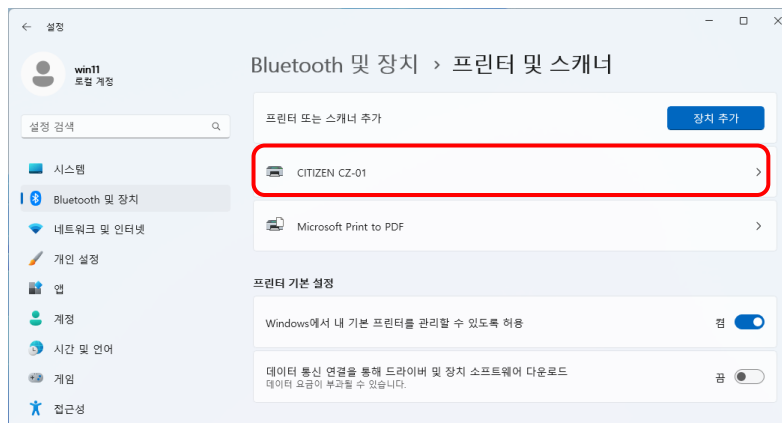 설정
win11
로컬 계정
설정 검색
시스템
Bluetooth 및 장치
네트워크 및 인터넷
개인 설정
앱
계정
시간 및 언어
게임
접근성
Bluetooth 및 장치 › 프린터 및 스캐너
프린터 또는 스캐너 추가
장치 추가
CITIZEN CZ-01
Microsoft Print to PDF
프린터 기본 설정
Windows에서 내 기본 프린터를 관리할 수 있도록 허용
켬
데이터 통신 연결을 통해 드라이버 및 장치 소프트웨어 다운로드
데이터 요금이 부과될 수 있습니다.
끔